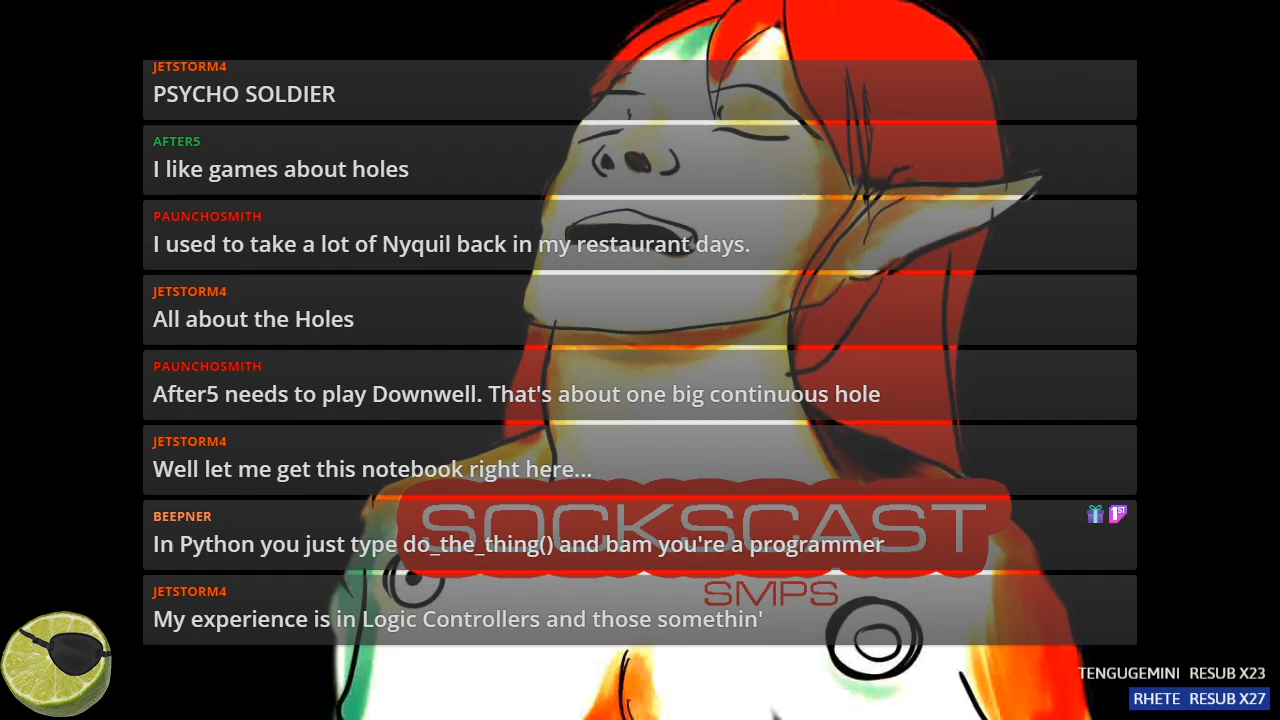 JETSTORM4
PSYCHO SOLDIER
AFTER5
I like games about holes
PAUNCHOSMITH
I used to take a lot of Nyquil back in my restaurant days.
JETSTORM4
All about the Holes
PAUNCHOSMITH
After5 needs to play Downwell. That's about one big continuous hole
JETSTORM4
Well let me get this notebook right here...
BEEPNER
1ST
In Python you just type do_the_thing() and bam you're a programmer
SOCKSCAST
SMPS
JETSTORM4
My experience is in Logic Controllers and those somethin'
TENGUGEMINI RESUB X23
RHETE RESUB X27